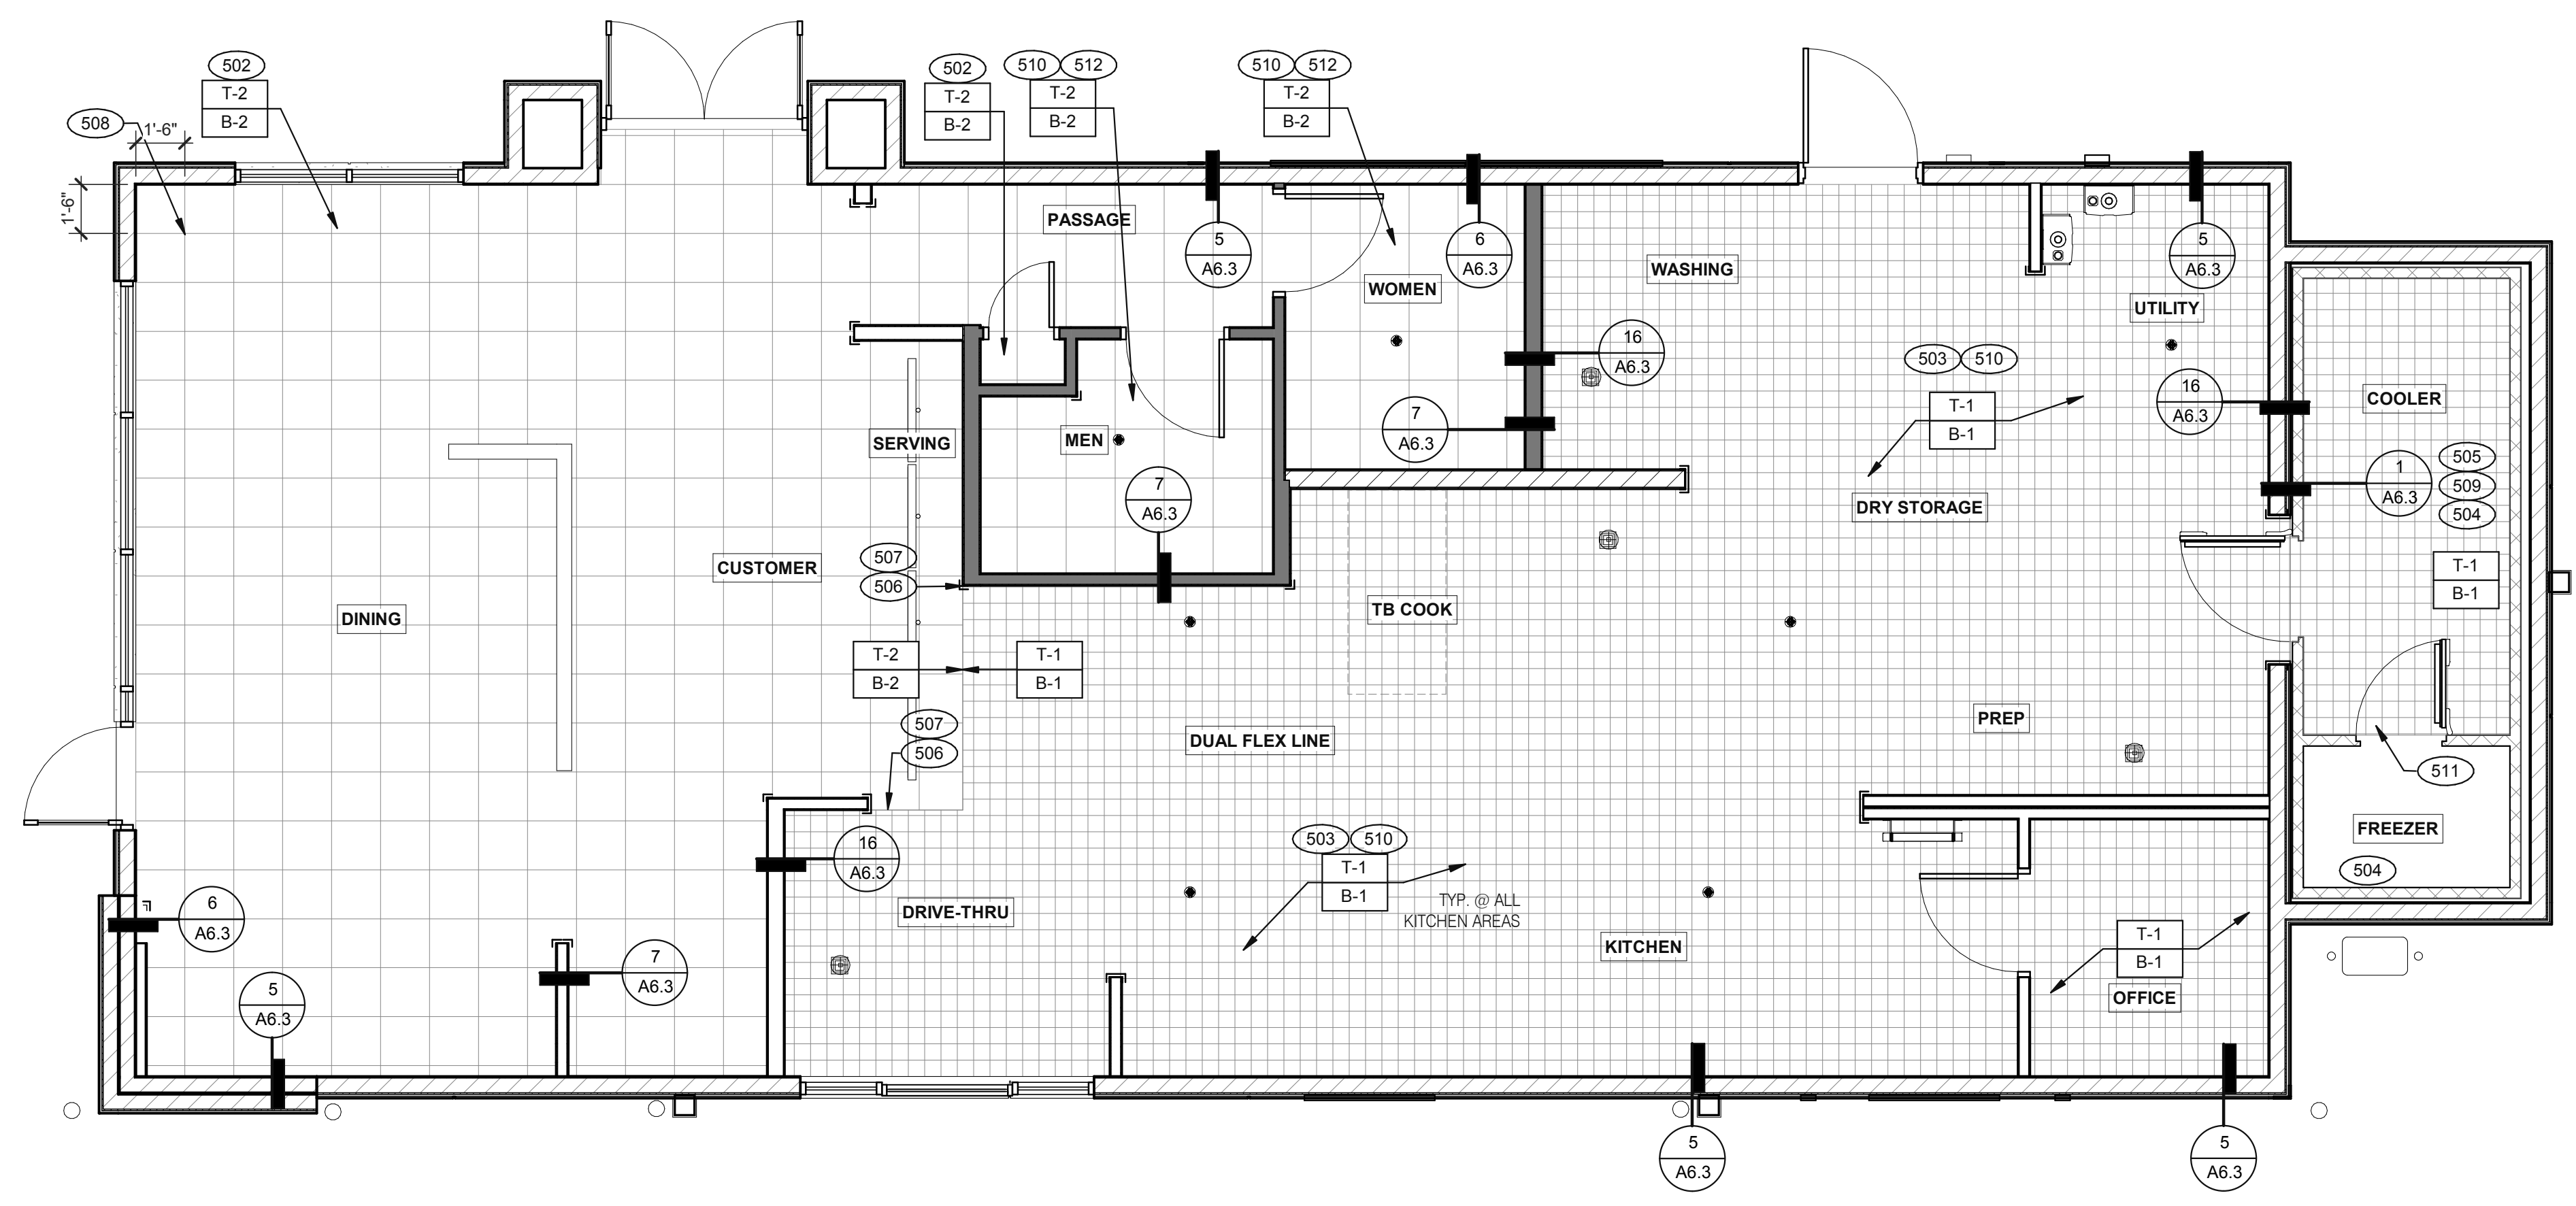 502
T-2
B-2
508
1'-6"
1'-6"
502
T-2
B-2
510 512
T-2
B-2
510 512
T-2
B-2
PASSAGE
5
A6.3
6
A6.3
WOMEN
WASHING
5
A6.3
UTILITY
16
A6.3
503 510
T-1
B-1
16
A6.3
COOLER
7
A6.3
SERVING
MEN
7
A6.3
DRY STORAGE
1
A6.3
505
509
504
T-1
B-1
507
506
CUSTOMER
DINING
TB COOK
T-2
B-2
T-1
B-1
507
506
DUAL FLEX LINE
PREP
511
FREEZER
504
16
A6.3
503 510
T-1
B-1
TYP. @ ALL
KITCHEN AREAS
DRIVE-THRU
KITCHEN
T-1
B-1
OFFICE
6
A6.3
7
A6.3
5
A6.3
5
A6.3
5
A6.3